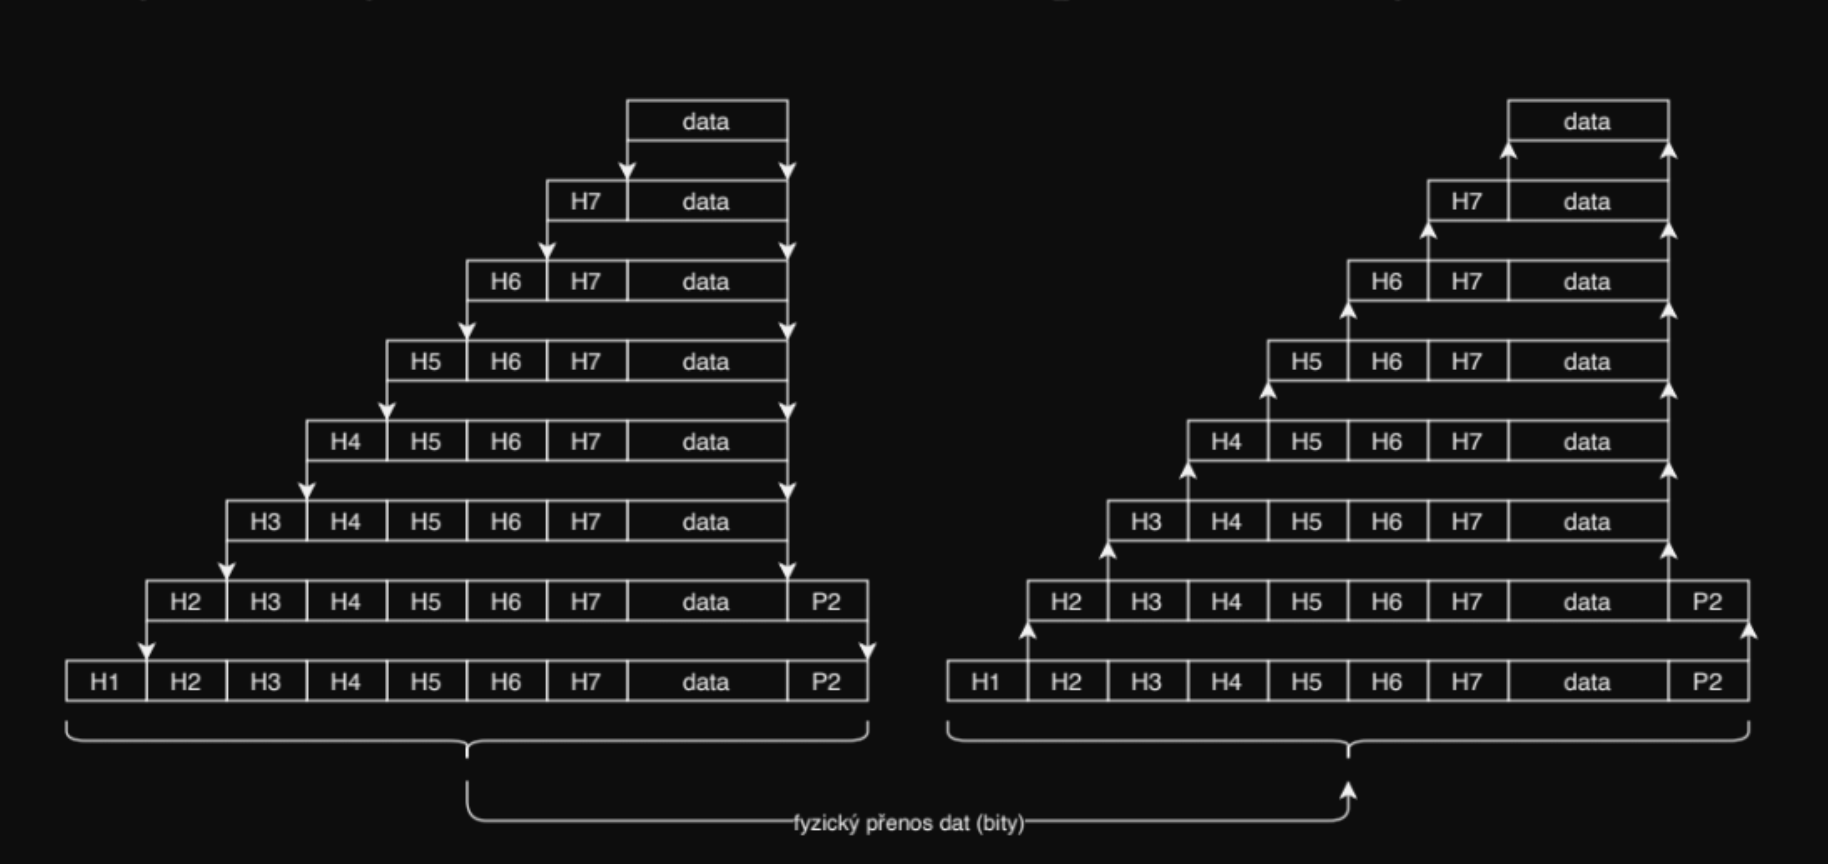 data
data
H7 data
H7 data
H6 H7 data
H6 H7 data
H5 H6 H7 data
H5 H6 H7 data
H4 H5 H6 H7 data
H4 H5 H6 H7 data
H3 H4 H5 H6 H7 data
H3 H4 H5 H6 H7 data
H2 H3 H4 H5 H6 H7 data P2
H2 H3 H4 H5 H6 H7 data P2
H1 H2 H3 H4 H5 H6 H7 data P2
H1 H2 H3 H4 H5 H6 H7 data P2
fyzický přenos dat (bity)